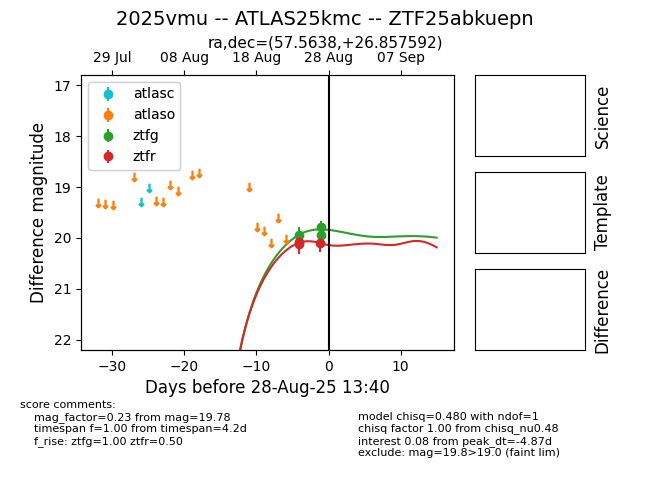 2025vmu -- ATLAS25kmc -- ZTF25abkuepn
ra,dec=(57.5638,+26.857592)
29 Jul 08 Aug 18 Aug 28 Aug 07 Sep
atlasc
atlaso
ztfg
ztfr
17
18
19
20
21
22
Difference magnitude
−30 −20 −10 0 10
Days before 28-Aug-25 13:40
Science
Template
Difference
score comments:
mag_factor=0.23 from mag=19.78
timespan f=1.00 from timespan=4.2d
f_rise: ztfg=1.00 ztfr=0.50
model chisq=0.480 with ndof=1
chisq factor 1.00 from chisq_nu0.48
interest 0.08 from peak_dt=-4.87d
exclude: mag=19.8>19.0 (faint lim)